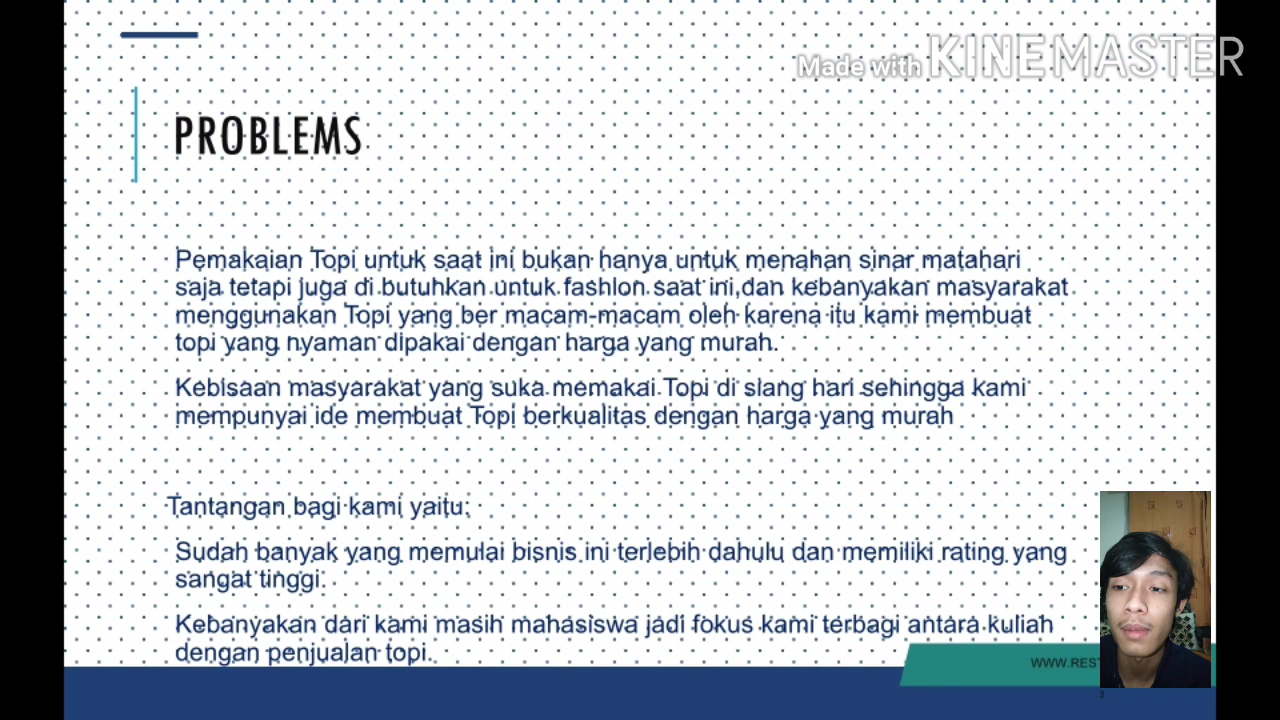 Made with KINEMASTER
PROBLEMS
Pemakaian Topi untuk saat ini bukan hanya untuk menahan sinar matahari
saja tetapi juga di butuhkan untuk fashion saat ini,dan kebanyakan masyarakat
menggunakan Topi yang ber macam-macam oleh karena itu kami membuat
topi yang nyaman dipakai dengan harga yang murah.
Kebisaan masyarakat yang suka memakai Topi di siang hari sehingga kami
mempunyai ide membuat Topi berkualitas dengan harga yang murah
Tantangan bagi kami yaitu:
Sudah banyak yang memulai bisnis ini terlebih dahulu dan memiliki rating yang
sangat tinggi.
Kebanyakan dari kami masih mahasiswa jadi fokus kami terbagi antara kuliah
dengan penjualan topi.
WWW.REST
3